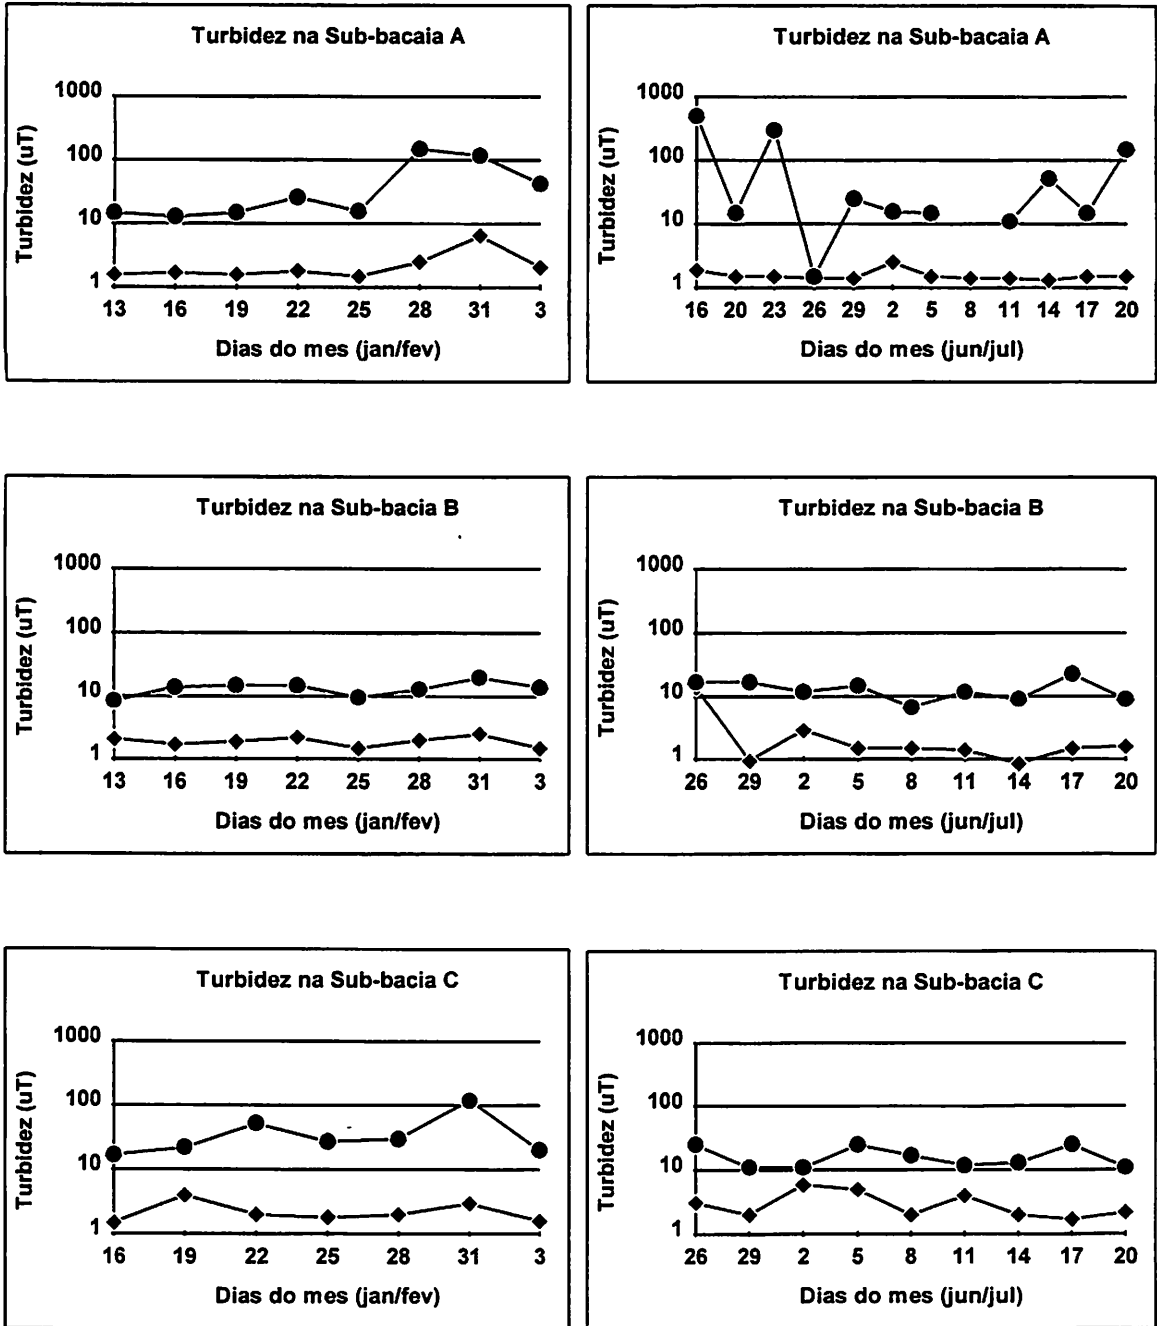 Turbidez na Sub-bacaia A
1000
100
10
1
Turbidez (uT)
13 16 19 22 25 28 31 3
Dias do mes (jan/fev)
Turbidez na Sub-bacaia A
1000
100
10
1
Turbidez (uT)
16 20 23 26 29 2 5 8 11 14 17 20
Dias do mes (jun/jul)
Turbidez na Sub-bacia B
1000
100
10
1
Turbidez (uT)
13 16 19 22 25 28 31 3
Dias do mes (jan/fev)
Turbidez na Sub-bacia B
1000
100
10
1
Turbidez (uT)
26 29 2 5 8 11 14 17 20
Dias do mes (jun/jul)
Turbidez na Sub-bacia C
1000
100
10
1
Turbidez (uT)
16 19 22 25 28 31 3
Dias do mes (jan/fev)
Turbidez na Sub-bacia C
1000
100
10
1
Turbidez (uT)
26 29 2 5 8 11 14 17 20
Dias do mes (jun/jul)